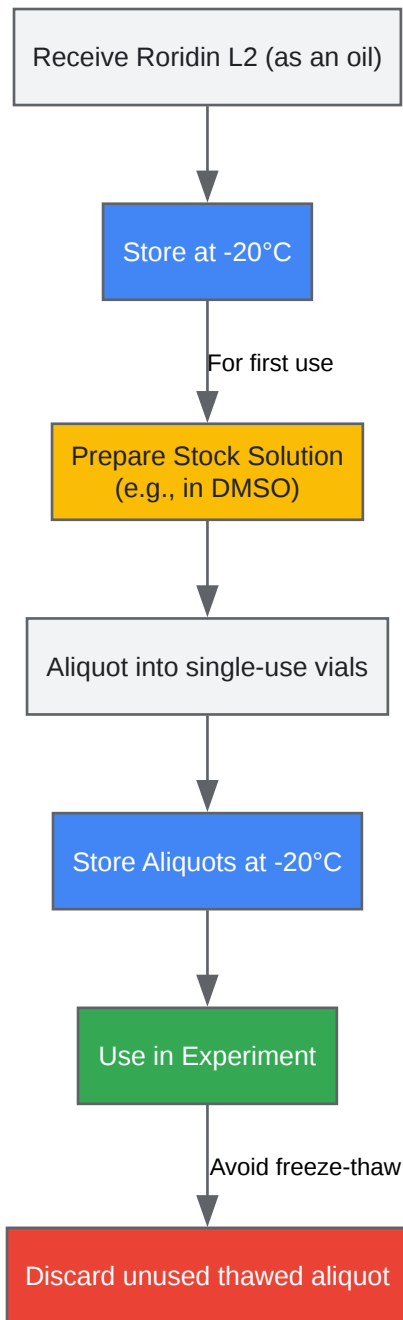 Receive Roridin L2 (as an oil)
Store at -20°C
For first use
Prepare Stock Solution
(e.g., in DMSO)
Aliquot into single-use vials
Store Aliquots at -20°C
Use in Experiment
Avoid freeze-thaw
Discard unused thawed aliquot